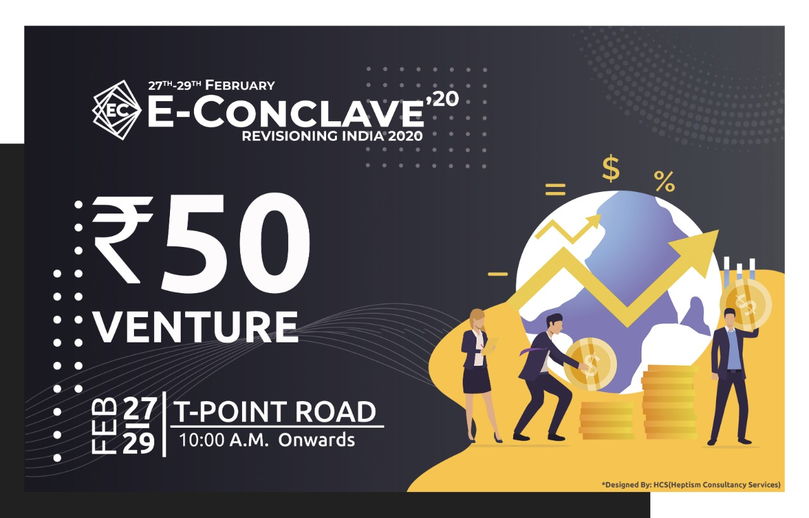 27TH-29TH FEBRUARY
EC
E-CONCLAVE'20
REVISIONING INDIA 2020
₹50
VENTURE
FEB
27
29
T-POINT ROAD
10:00 A.M. Onwards
=
$
%
–
$
$
*Designed By: HCS(Heptism Consultancy Services)